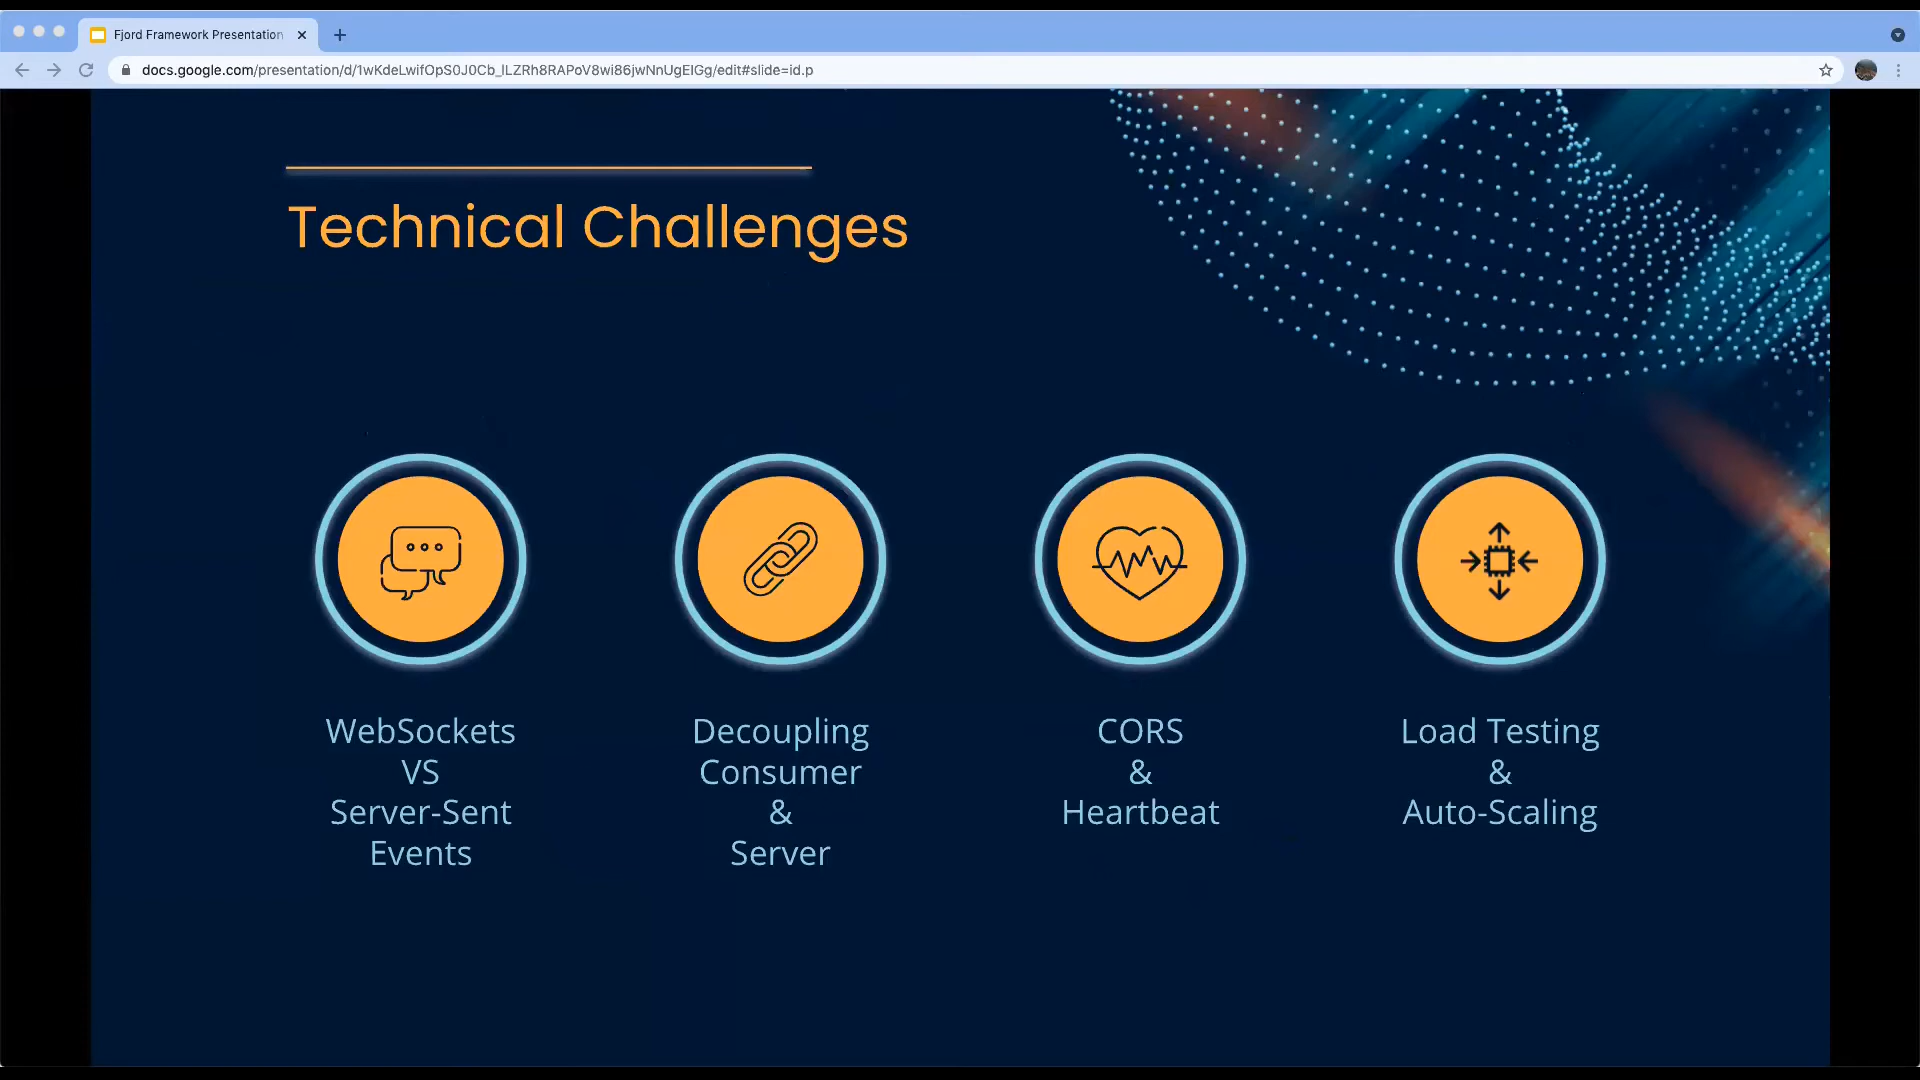 Fjord Framework Presentation
docs.google.com/presentation/d/1wKdeLwifOpS0J0Cb_lLZRh8RAPoV8wi86jwNnUgEIGg/edit#slide=id.p
Technical Challenges
WebSockets
VS
Server-Sent
Events
Decoupling
Consumer
&
Server
CORS
&
Heartbeat
Load Testing
&
Auto-Scaling